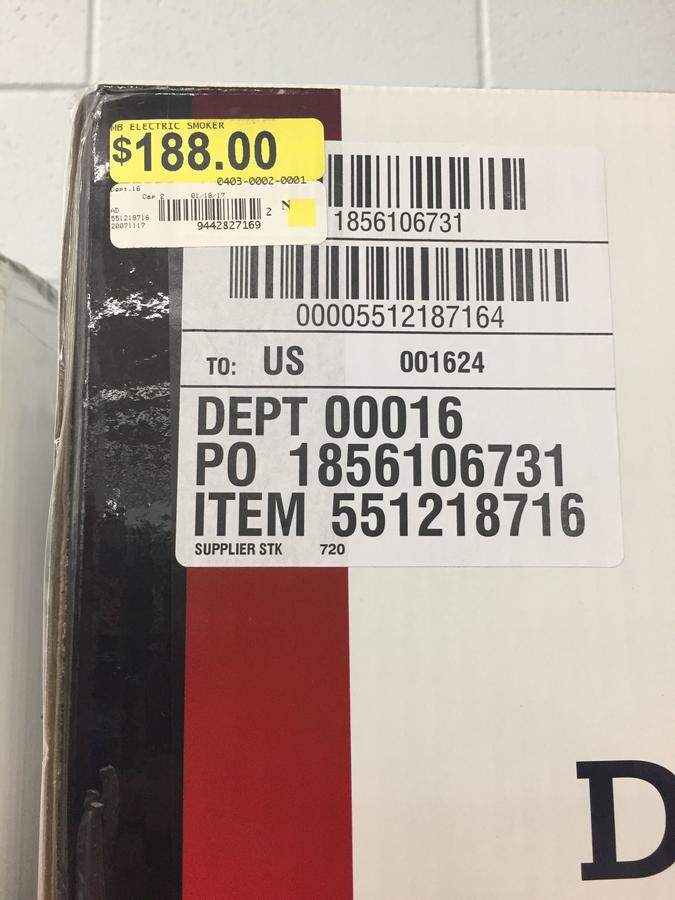 MB ELECTRIC SMOKER
$188.00
0403-0002-0001
Dept.16
Cap 2 01/18/17
AD
551218716
20071117
2 N
9442827169
1856106731
00005512187164
TO: US 001624
DEPT 00016
PO 1856106731
ITEM 551218716
SUPPLIER STK 720
D